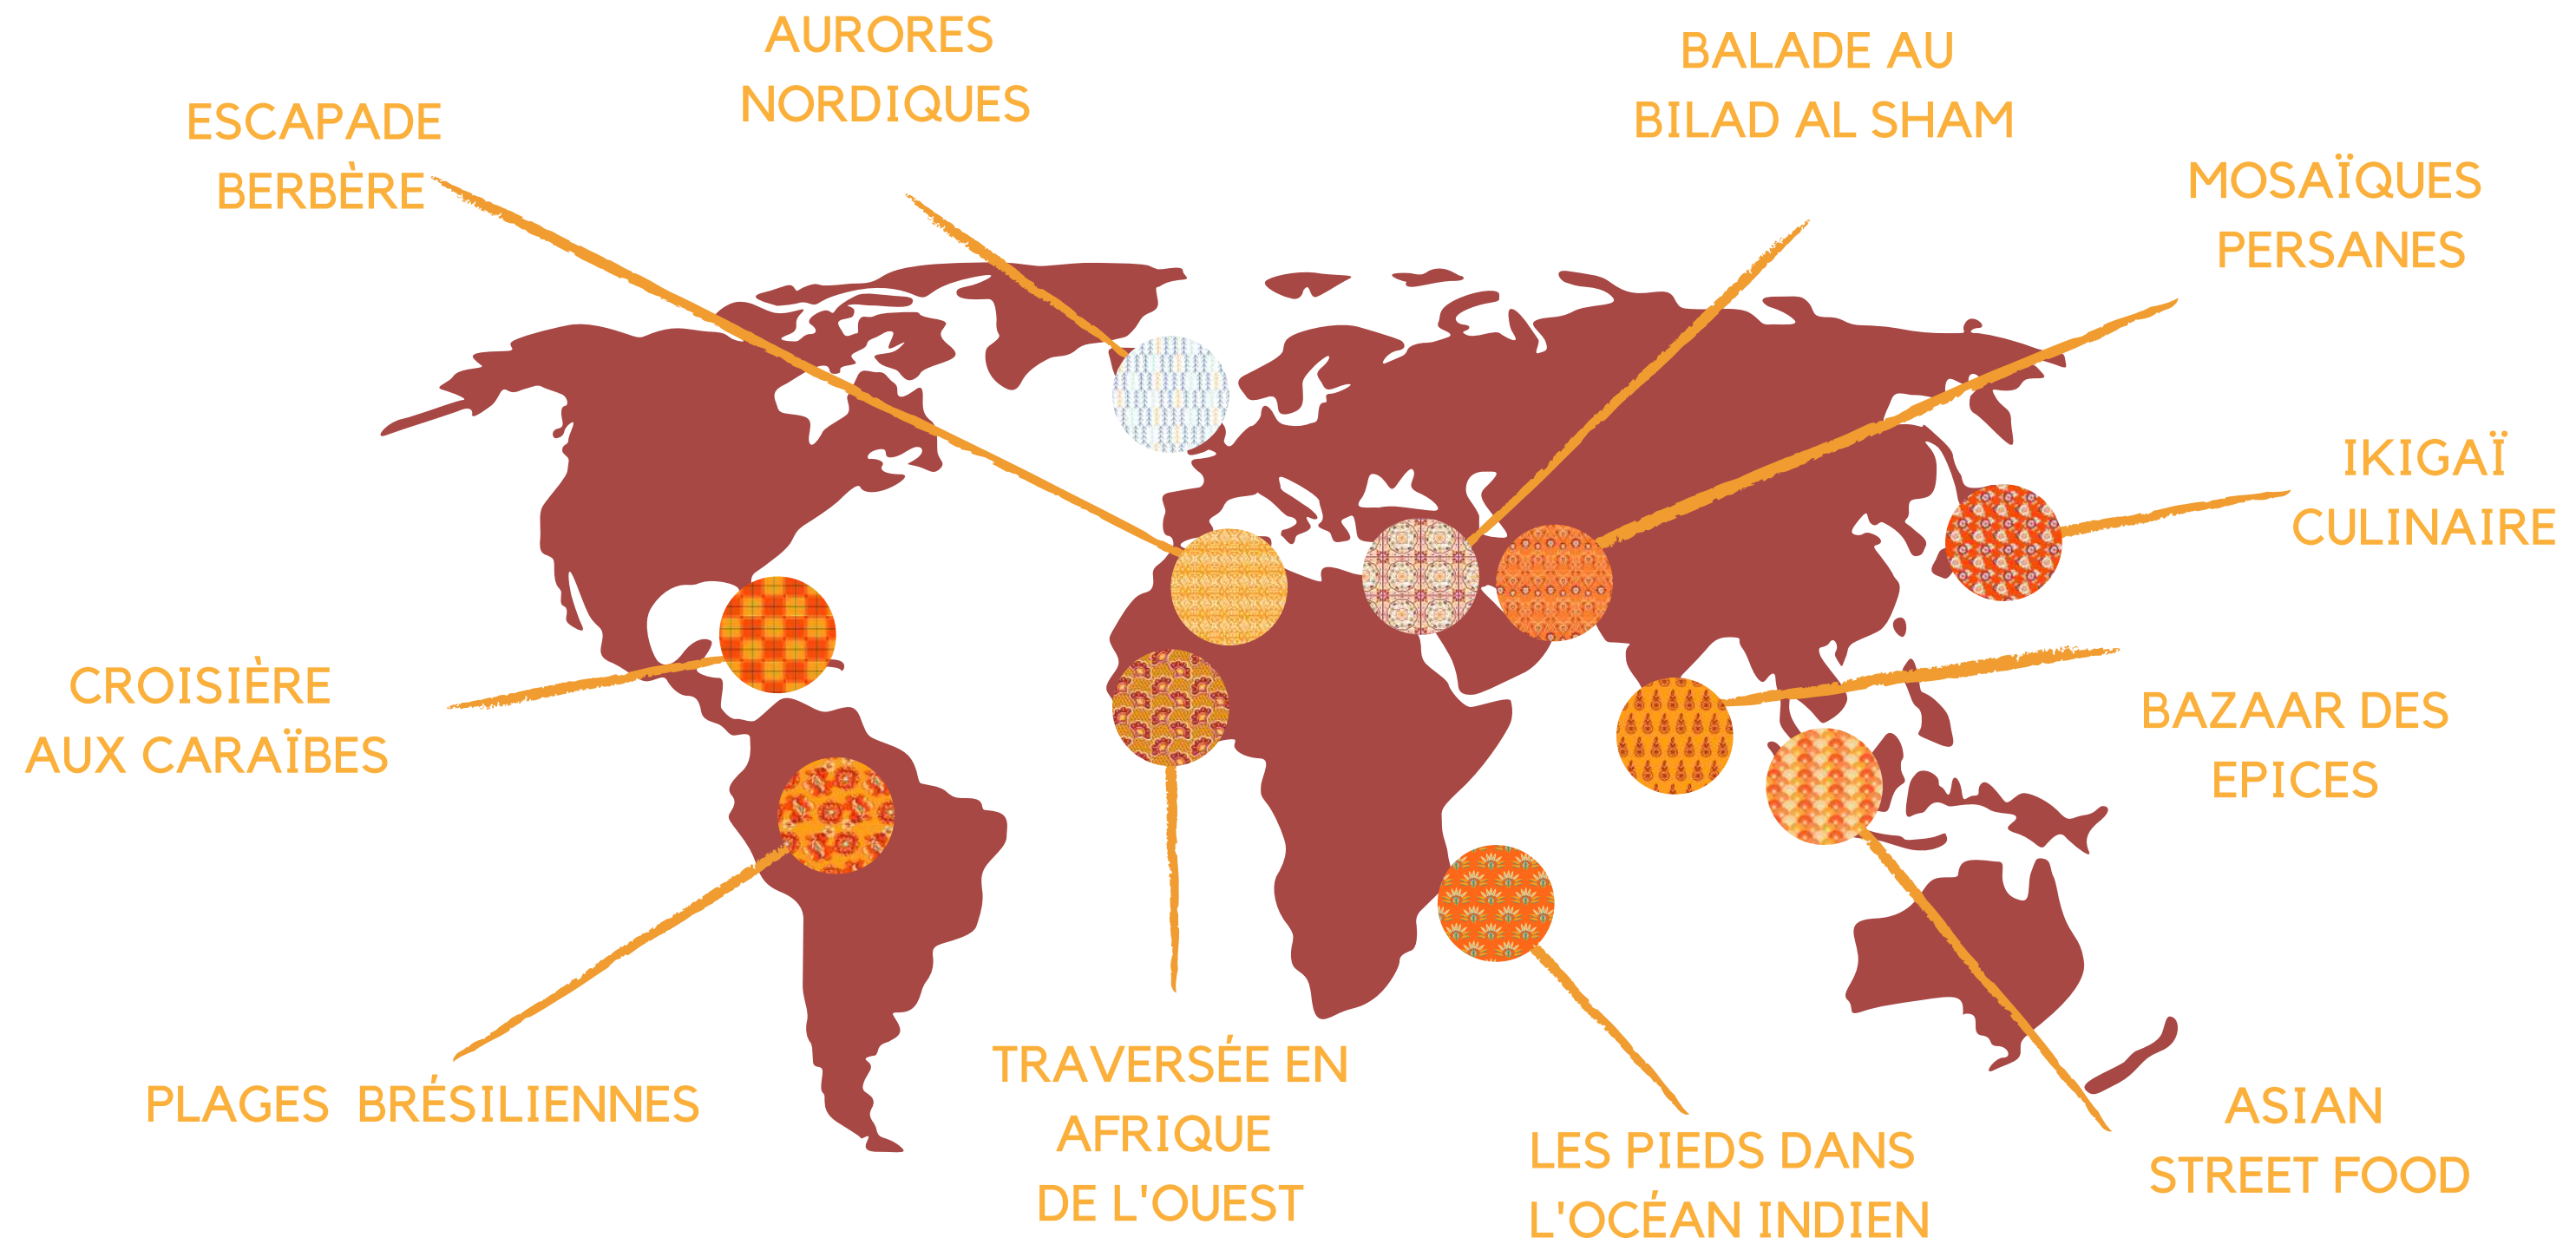 AURORES
NORDIQUES
BALADE AU
BILAD AL SHAM
ESCAPADE
BERBÈRE
MOSAÏQUES
PERSANES
IKIGAÏ
CULINAIRE
CROISIÈRE
AUX CARAÏBES
BAZAAR DES
EPICES
PLAGES BRÉSILIENNES
TRAVERSÉE EN
AFRIQUE
DE L'OUEST
LES PIEDS DANS
L'OCÉAN INDIEN
ASIAN
STREET FOOD